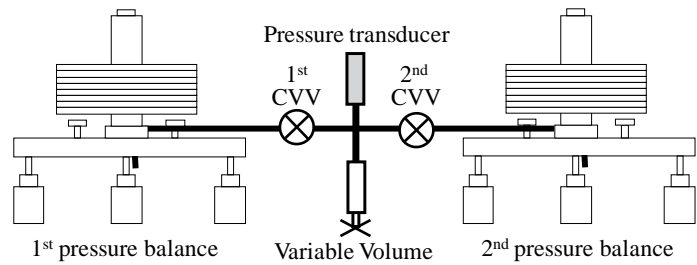 Pressure transducer
1st
CVV
2nd
CVV
1st pressure balance
Variable Volume
2nd pressure balance